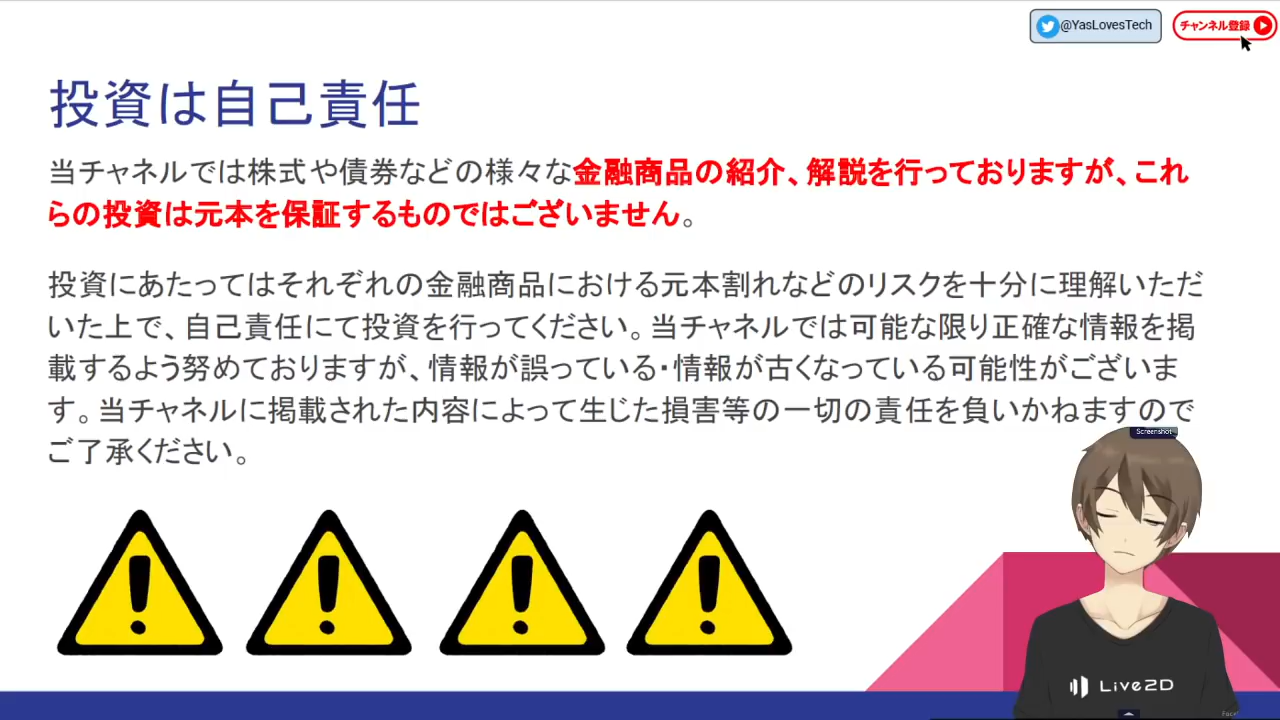 @YasLovesTech
チャンネル登録
投資は自己責任
当チャネルでは株式や債券などの様々な金融商品の紹介、解説を行っておりますが、これ
らの投資は元本を保証するものではございません。
投資にあたってはそれぞれの金融商品における元本割れなどのリスクを十分に理解いただ
いた上で、自己責任にて投資を行ってください。当チャネルでは可能な限り正確な情報を掲
載するよう努めておりますが、情報が誤っている・情報が古くなっている可能性がございま
す。当チャネルに掲載された内容によって生じた損害等の一切の責任を負いかねますので
ご了承ください。
Screenshot
Live2D